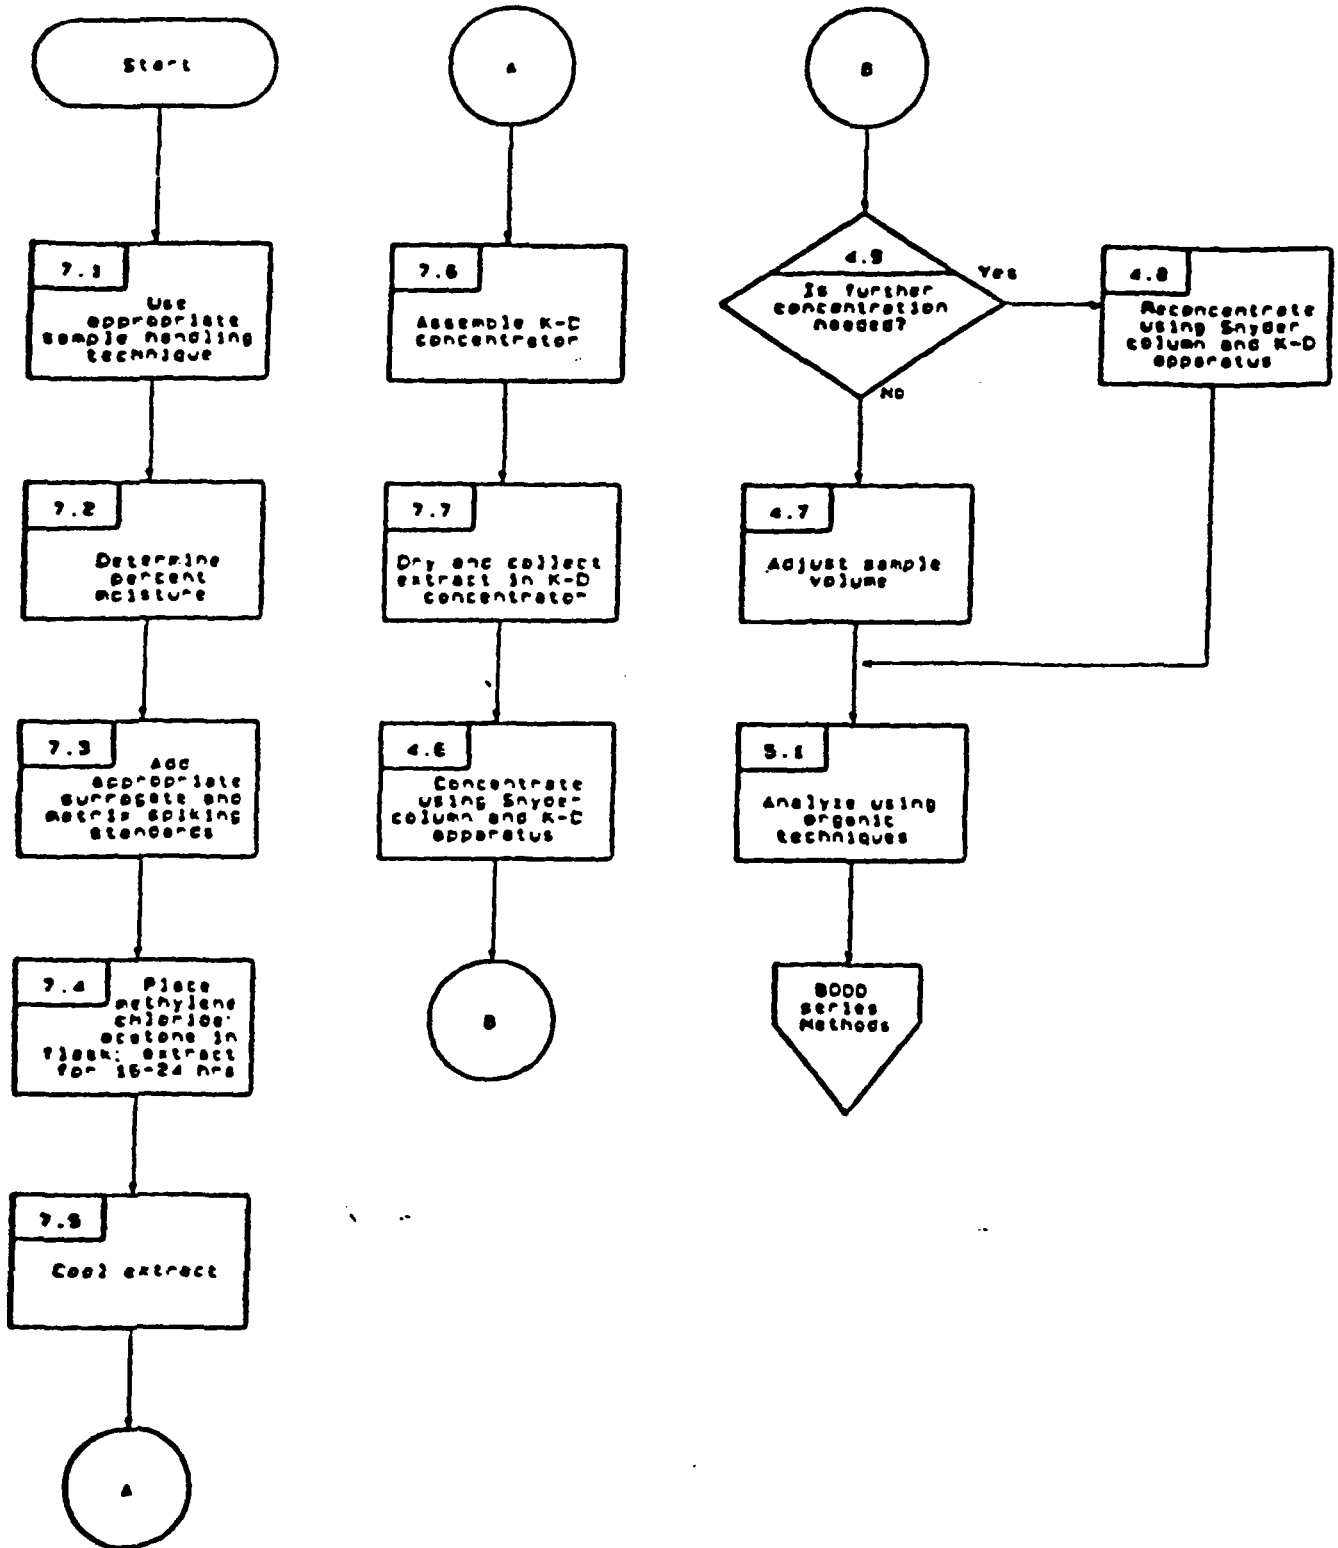 Start
7.1
Use
appropriate
sample handling
technique
7.2
Determine
percent
moisture
7.3
Add
appropriate
surrogate and
matrix spiking
standards
7.4
Place
methylene
chloride:
acetone in
flask; extract
for 16-24 hrs
7.5
Cool extract
A
A
7.6
Assemble K-D
concentrator
7.7
Dry and collect
extract in K-D
concentrator
4.6
Concentrate
using Snyder
column and K-D
apparatus
B
B
4.9
Is further
concentration
needed?
Yes
No
4.8
Reconcentrate
using Snyder
column and K-D
apparatus
4.7
Adjust sample
volume
5.1
Analyze using
organic
techniques
8000
series
Methods